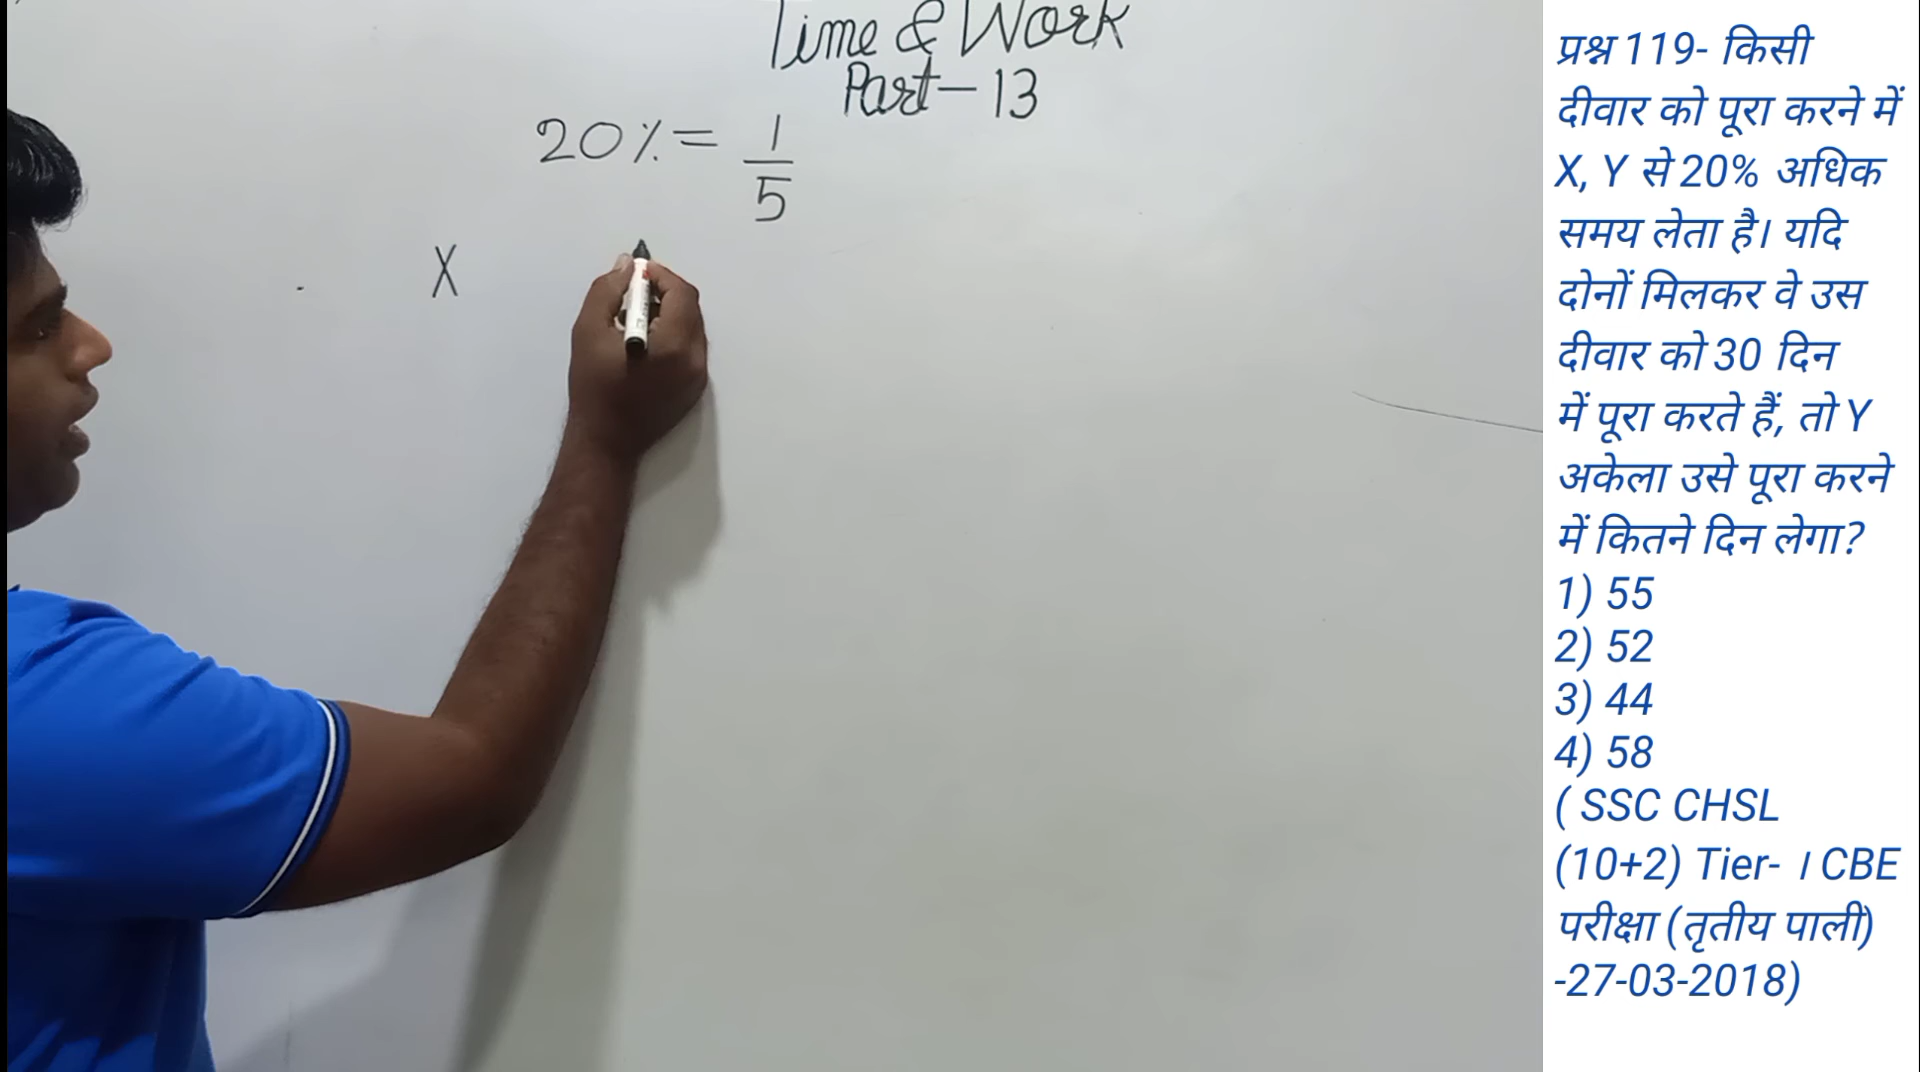 Time & Work
Part-13
20%= 1
5
X
प्रश्न 119- किसी
दीवार को पूरा करने में
X, Y से 20% अधिक
समय लेता है। यदि
दोनों मिलकर वे उस
दीवार को 30 दिन
में पूरा करते हैं, तो Y
अकेला उसे पूरा करने
में कितने दिन लेगा?
1) 55
2) 52
3) 44
4) 58
( SSC CHSL
(10+2) Tier- । CBE
परीक्षा (तृतीय पाली)
-27-03-2018)